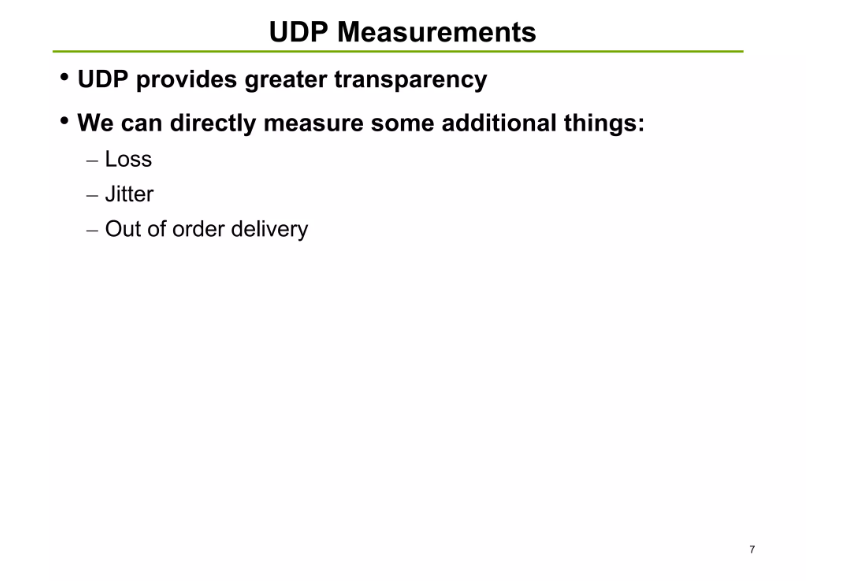 UDP Measurements
• UDP provides greater transparency
• We can directly measure some additional things:
– Loss
– Jitter
– Out of order delivery
7